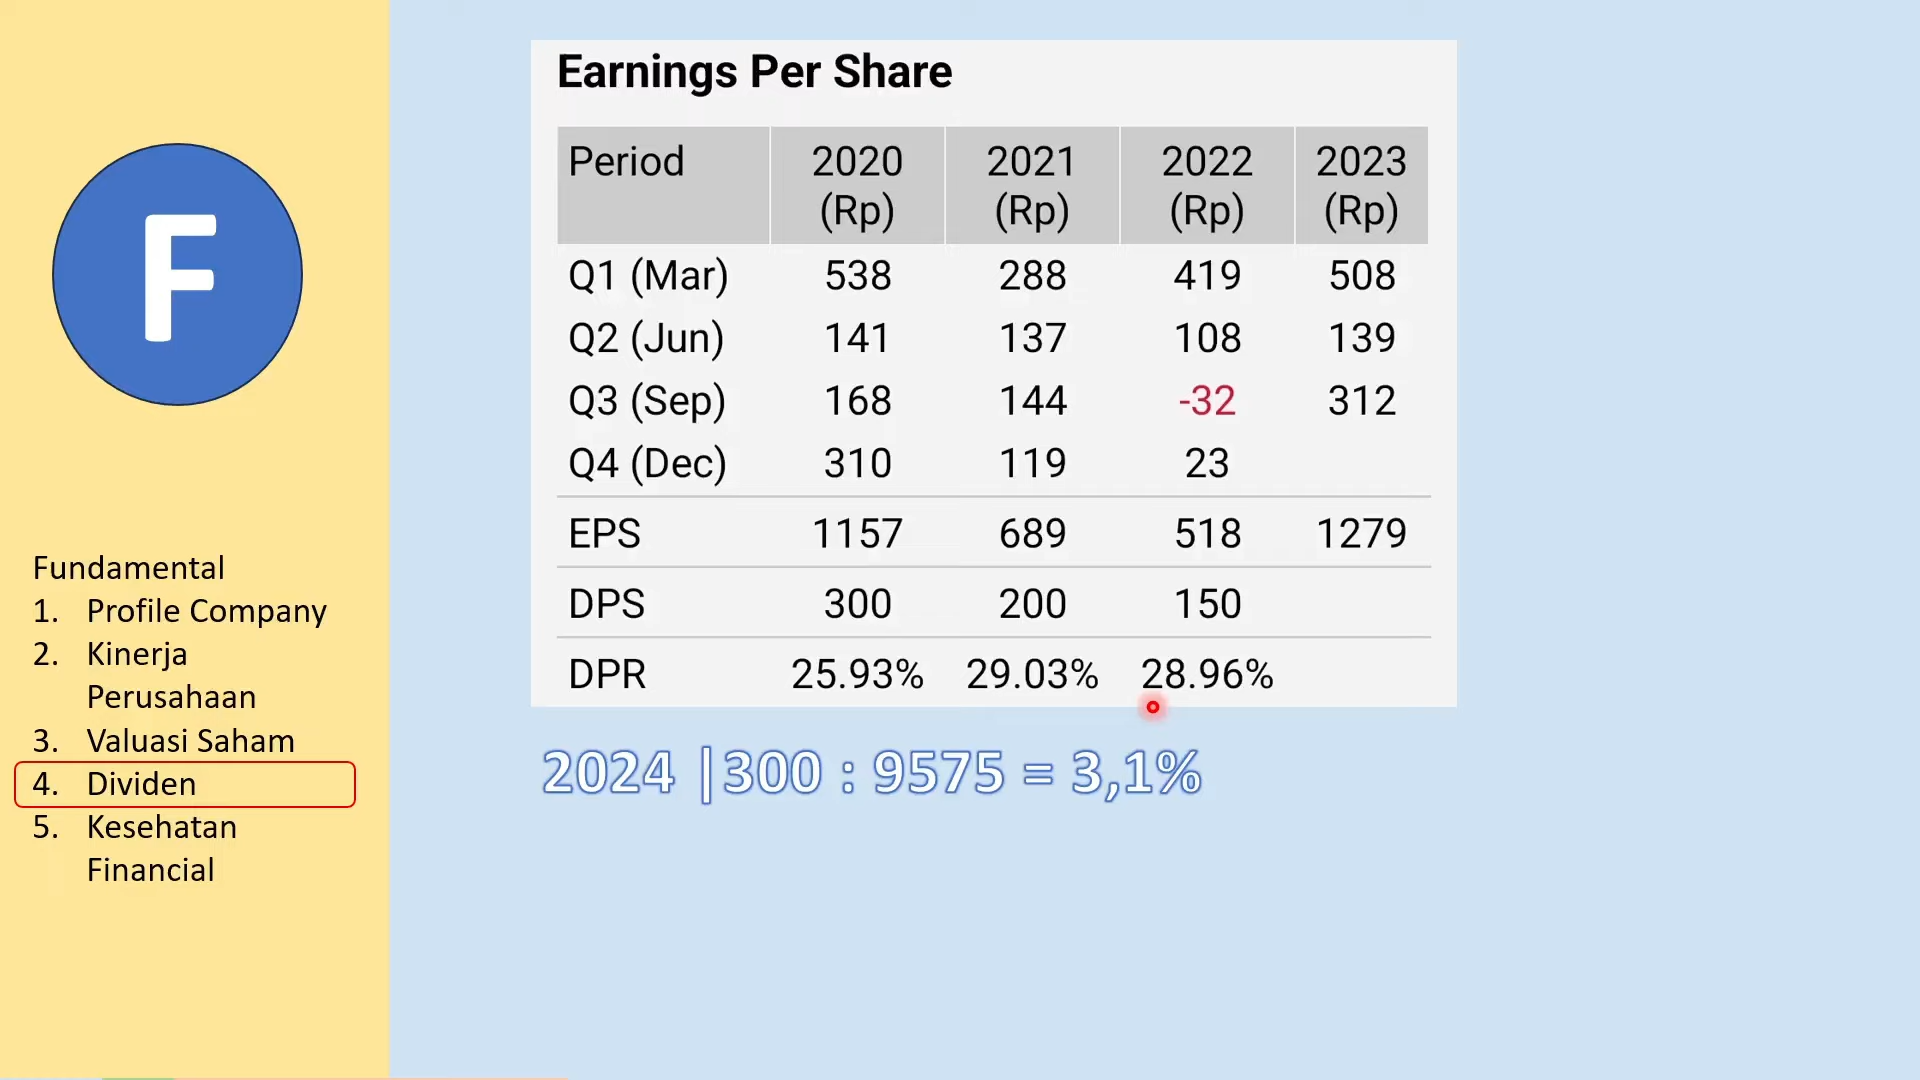 F
Fundamental
1. Profile Company
2. Kinerja
Perusahaan
3. Valuasi Saham
4. Dividen
5. Kesehatan
Financial
Earnings Per Share
Period 2020 (Rp) 2021 (Rp) 2022 (Rp) 2023 (Rp)
Q1 (Mar) 538 288 419 508
Q2 (Jun) 141 137 108 139
Q3 (Sep) 168 144 -32 312
Q4 (Dec) 310 119 23
EPS 1157 689 518 1279
DPS 300 200 150
DPR 25.93% 29.03% 28.96%
2024 |300 : 9575 = 3,1%